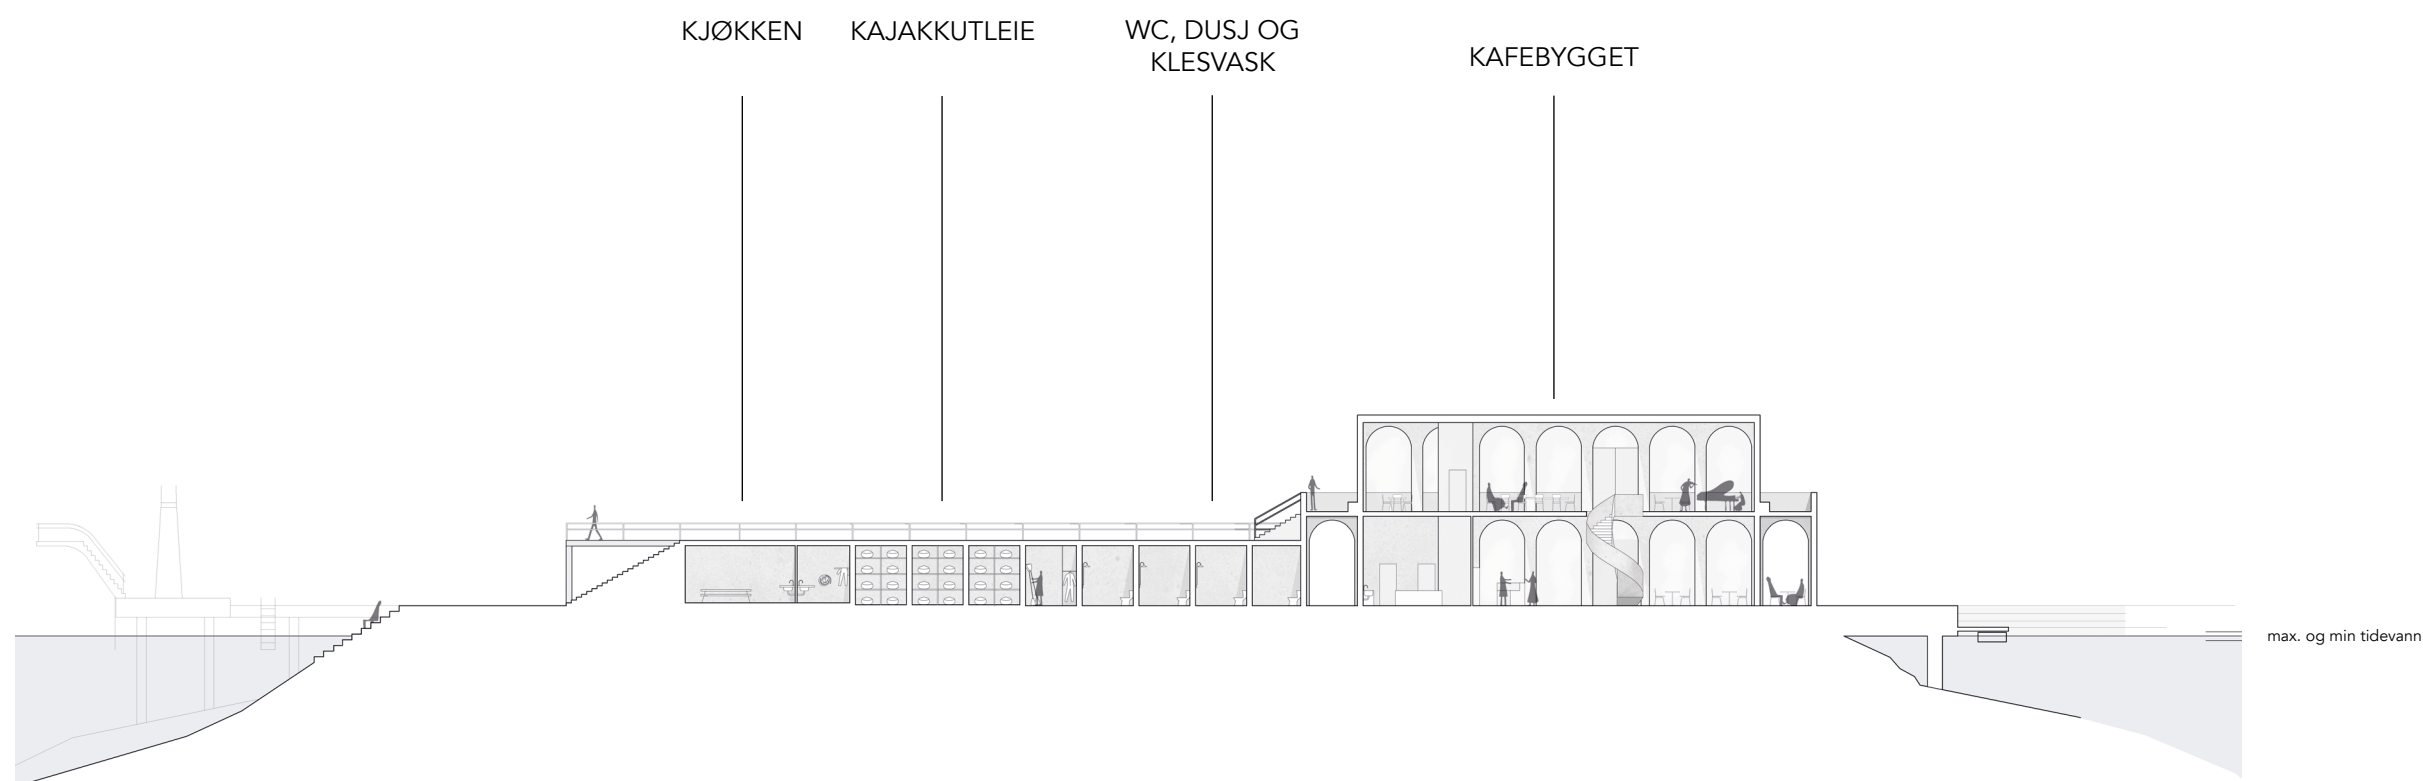 KJØKKEN
KAJAKKUTLEIE
WC, DUSJ OG
KLESVASK
KAFEBYGGET
max. og min tidevann